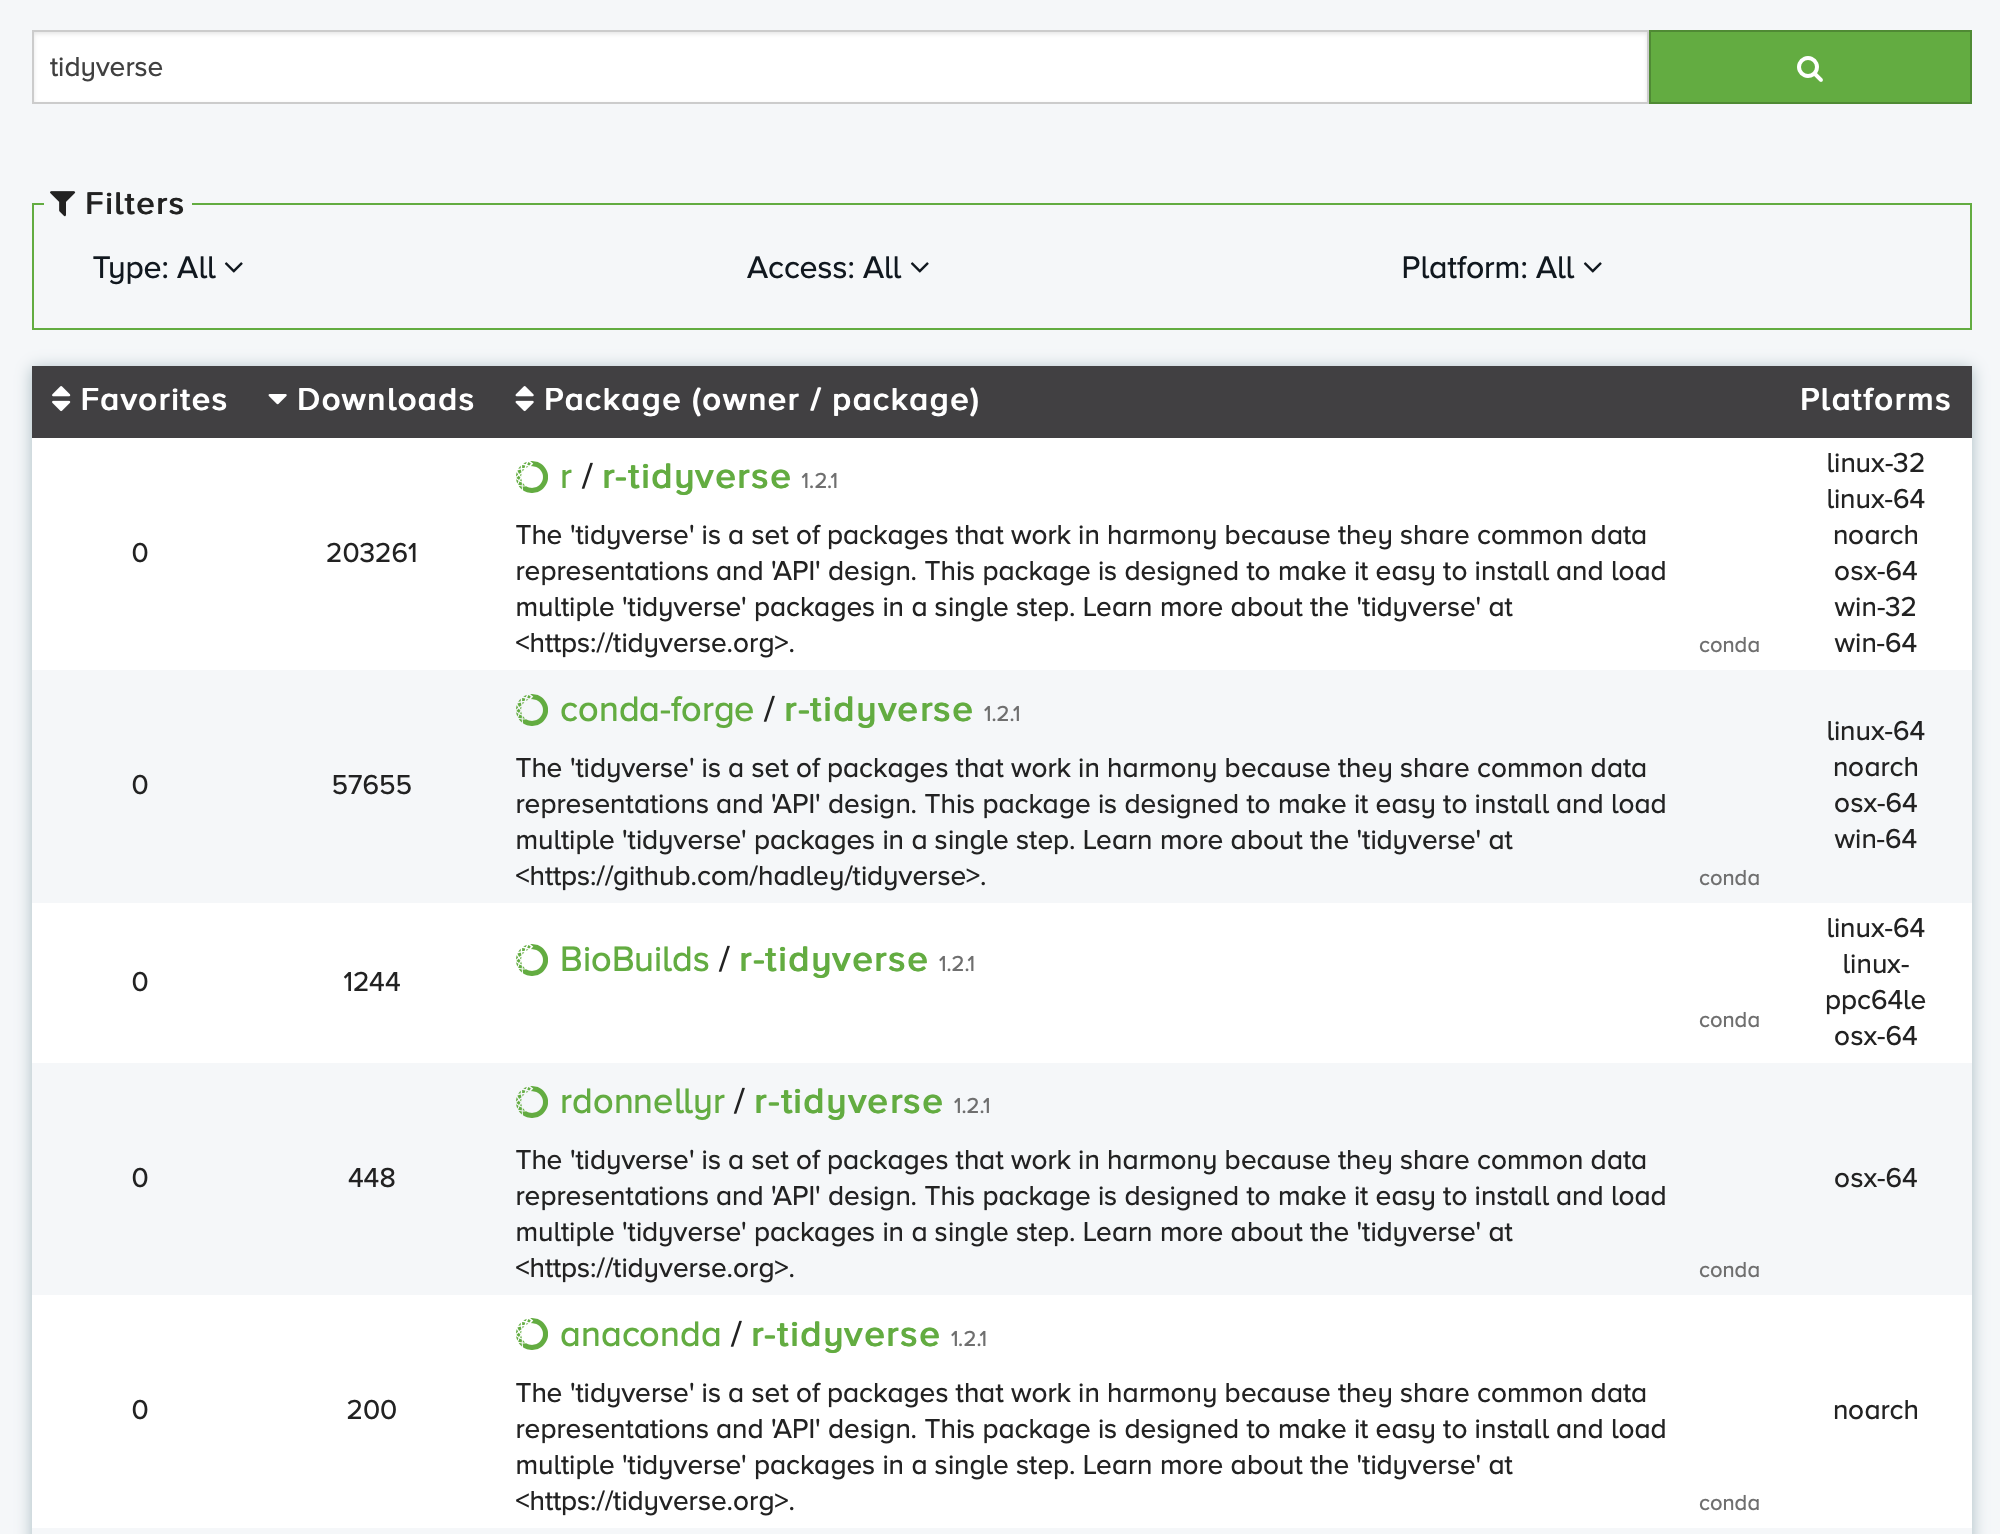 tidyverse
Filters
Type: All
Access: All
Platform: All
Favorites Downloads Package (owner / package) Platforms
r / r-tidyverse 1.2.1
0
203261
The 'tidyverse' is a set of packages that work in harmony because they share common data
representations and 'API' design. This package is designed to make it easy to install and load
multiple 'tidyverse' packages in a single step. Learn more about the 'tidyverse' at
<https://tidyverse.org>.
conda
linux-32
linux-64
noarch
osx-64
win-32
win-64
conda-forge / r-tidyverse 1.2.1
0
57655
The 'tidyverse' is a set of packages that work in harmony because they share common data
representations and 'API' design. This package is designed to make it easy to install and load
multiple 'tidyverse' packages in a single step. Learn more about the 'tidyverse' at
<https://github.com/hadley/tidyverse>.
conda
linux-64
noarch
osx-64
win-64
BioBuilds / r-tidyverse 1.2.1
0
1244
conda
linux-64
linux-
ppc64le
osx-64
rdonnellyr / r-tidyverse 1.2.1
0
448
The 'tidyverse' is a set of packages that work in harmony because they share common data
representations and 'API' design. This package is designed to make it easy to install and load
multiple 'tidyverse' packages in a single step. Learn more about the 'tidyverse' at
<https://tidyverse.org>.
conda
osx-64
anaconda / r-tidyverse 1.2.1
0
200
The 'tidyverse' is a set of packages that work in harmony because they share common data
representations and 'API' design. This package is designed to make it easy to install and load
multiple 'tidyverse' packages in a single step. Learn more about the 'tidyverse' at
<https://tidyverse.org>.
conda
noarch